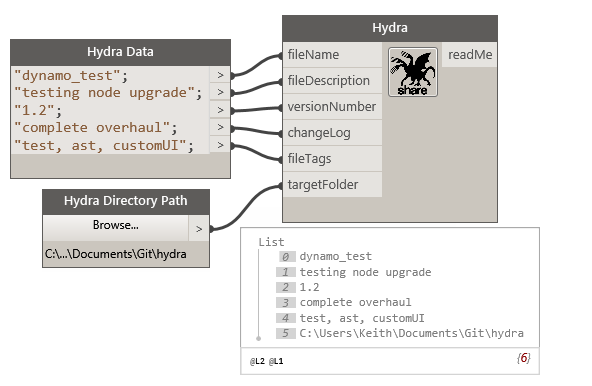 Hydra Data
"dynamo_test"; >
"testing node upgrade"; >
"1.2"; >
"complete overhaul"; >
"test, ast, customUI"; >
Hydra Directory Path
Browse... >
C:\...\Documents\Git\hydra
Hydra
fileName readMe
fileDescription
versionNumber
changeLog
fileTags
targetFolder
share
List
0 dynamo_test
1 testing node upgrade
2 1.2
3 complete overhaul
4 test, ast, customUI
5 C:\Users\Keith\Documents\Git\hydra
@L2 @L1 {6}